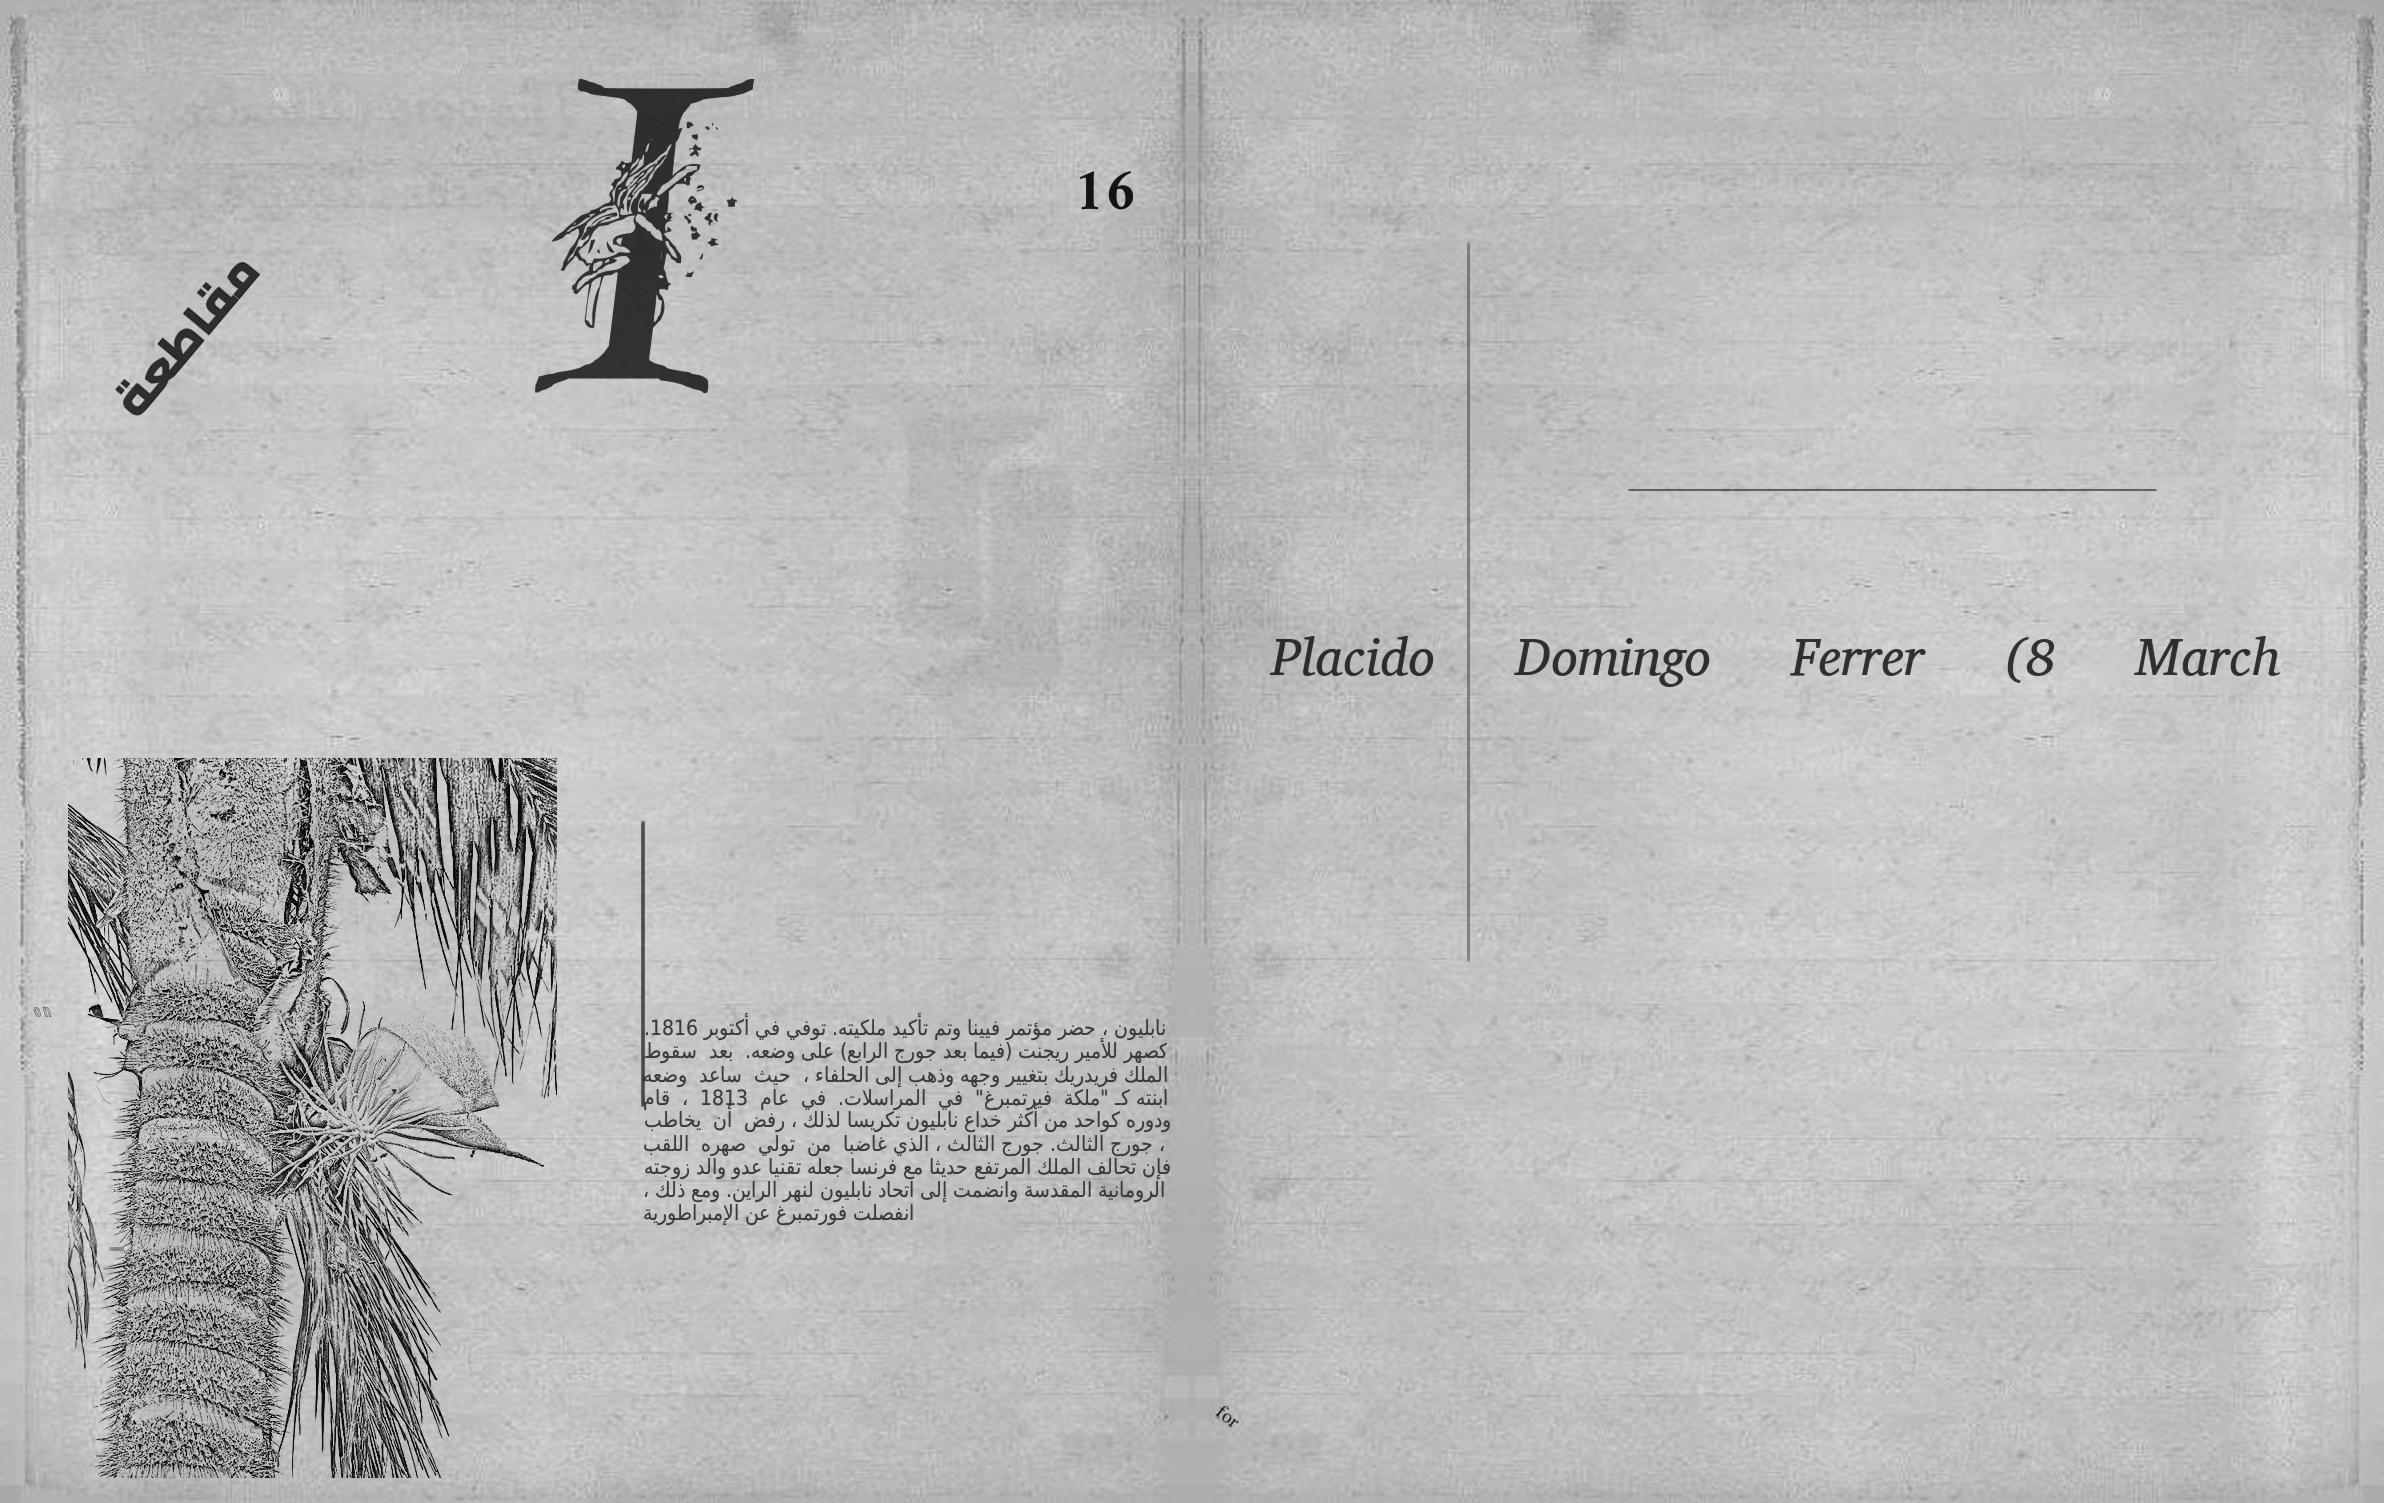 I
16
مقاطعة
نابليون ، حضر مؤتمر فيينا وتم تأكيد ملكيته. توفي في أكتوبر 1816.
كصهر للأمير ريجنت (فيما بعد جورج الرابع) على وضعه. بعد سقوط
الملك فريدريك بتغيير وجهه وذهب إلى الحلفاء ، حيث ساعد وضعه
ابنته كـ "ملكة فيرتمبرغ" في المراسلات. في عام 1813 ، قام
ودوره كواحد من أكثر خداع نابليون تكريسا لذلك ، رفض أن يخاطب
، جورج الثالث. جورج الثالث ، الذي غاضبا من تولي صهره اللقب
فإن تحالف الملك المرتفع حديثا مع فرنسا جعله تقنيا عدو والد زوجته
الرومانية المقدسة وانضمت إلى اتحاد نابليون لنهر الراين. ومع ذلك ،
انفصلت فورتمبرغ عن الإمبراطورية
Placido Domingo Ferrer (8 March
for